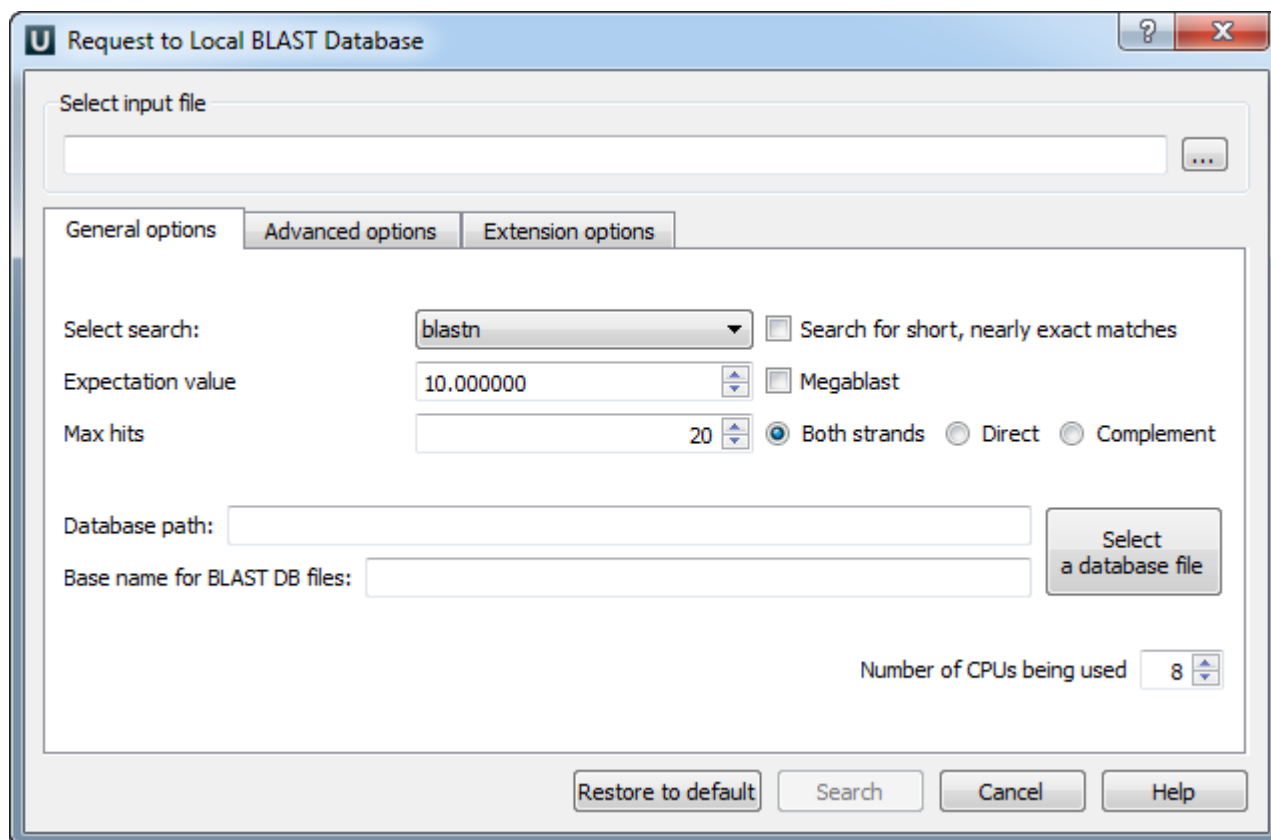 U Request to Local BLAST Database ? X
Select input file
...
General options Advanced options Extension options
Select search: blastn Search for short, nearly exact matches
Expectation value 10.000000 Megablast
Max hits 20 Both strands Direct Complement
Database path:
Select
a database file
Base name for BLAST DB files:
Number of CPUs being used 8
Restore to default Search Cancel Help